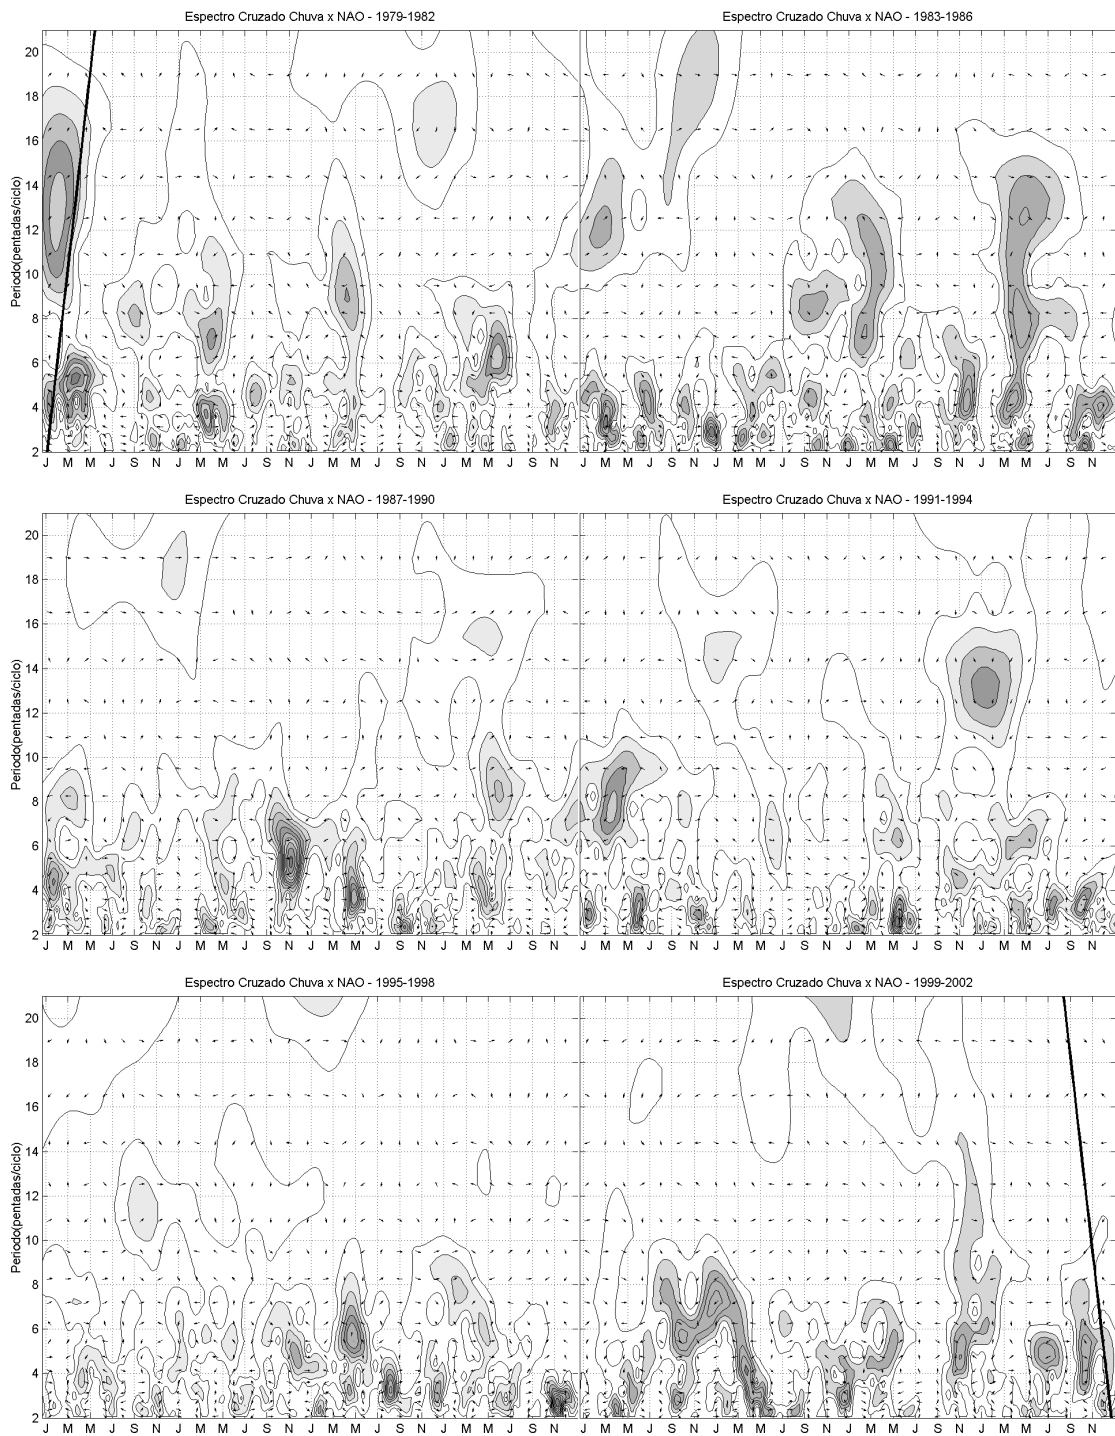 Espectro Cruzado Chuva x NAO - 1979-1982
Espectro Cruzado Chuva x NAO - 1983-1986
20
18
16
14
12
10
8
6
4
2
Periodo(pentadas/ciclo)
J M M J S N J M M J S N J M M J S N J M M J S N
J M M J S N J M M J S N J M M J S N J M M J S N
Espectro Cruzado Chuva x NAO - 1987-1990
Espectro Cruzado Chuva x NAO - 1991-1994
20
18
16
14
12
10
8
6
4
2
Periodo(pentadas/ciclo)
J M M J S N J M M J S N J M M J S N J M M J S N
J M M J S N J M M J S N J M M J S N J M M J S N
Espectro Cruzado Chuva x NAO - 1995-1998
Espectro Cruzado Chuva x NAO - 1999-2002
20
18
16
14
12
10
8
6
4
2
Periodo(pentadas/ciclo)
J M M J S N J M M J S N J M M J S N J M M J S N
J M M J S N J M M J S N J M M J S N J M M J S N